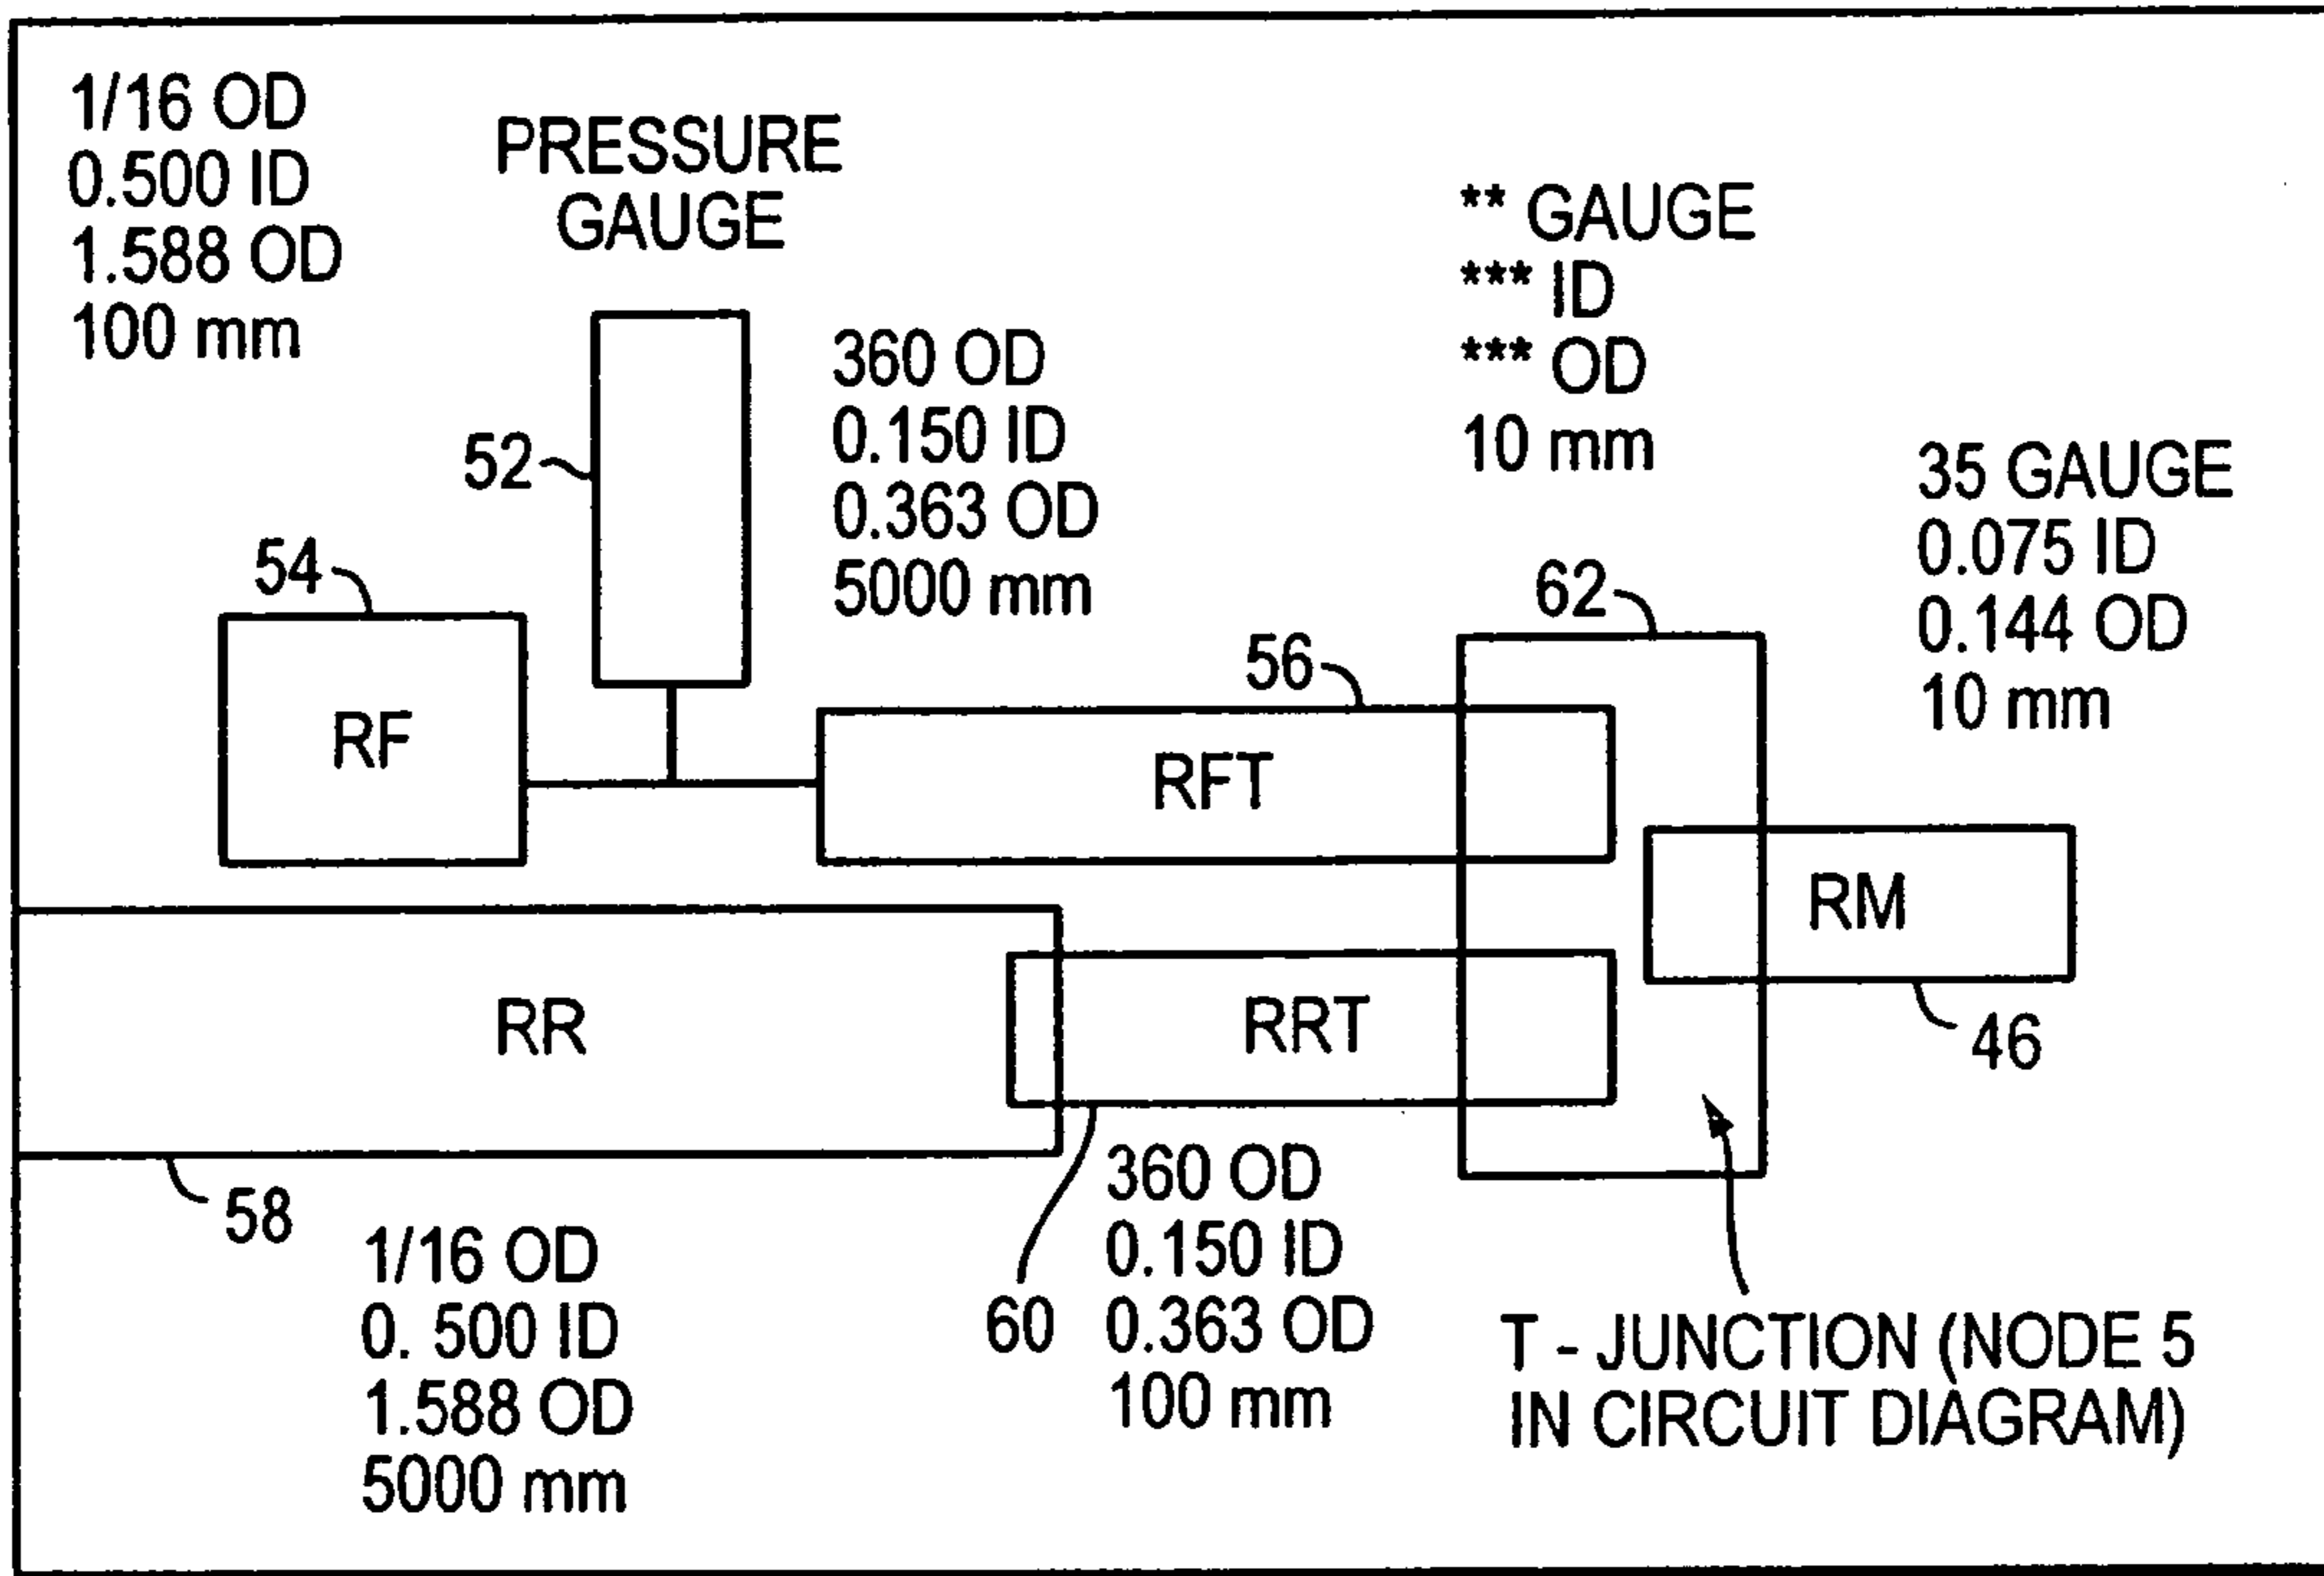 1/16 OD
0.500 ID
1.588 OD
100 mm
PRESSURE
GAUGE
** GAUGE
*** ID
*** OD
10 mm
360 OD
0.150 ID
0.363 OD
5000 mm
35 GAUGE
0.075 ID
0.144 OD
10 mm
52
54
62
56
RF
RFT
RM
RR
RRT
46
58
60
1/16 OD
0. 500 ID
1.588 OD
5000 mm
360 OD
0.150 ID
0.363 OD
100 mm
T - JUNCTION (NODE 5
IN CIRCUIT DIAGRAM)